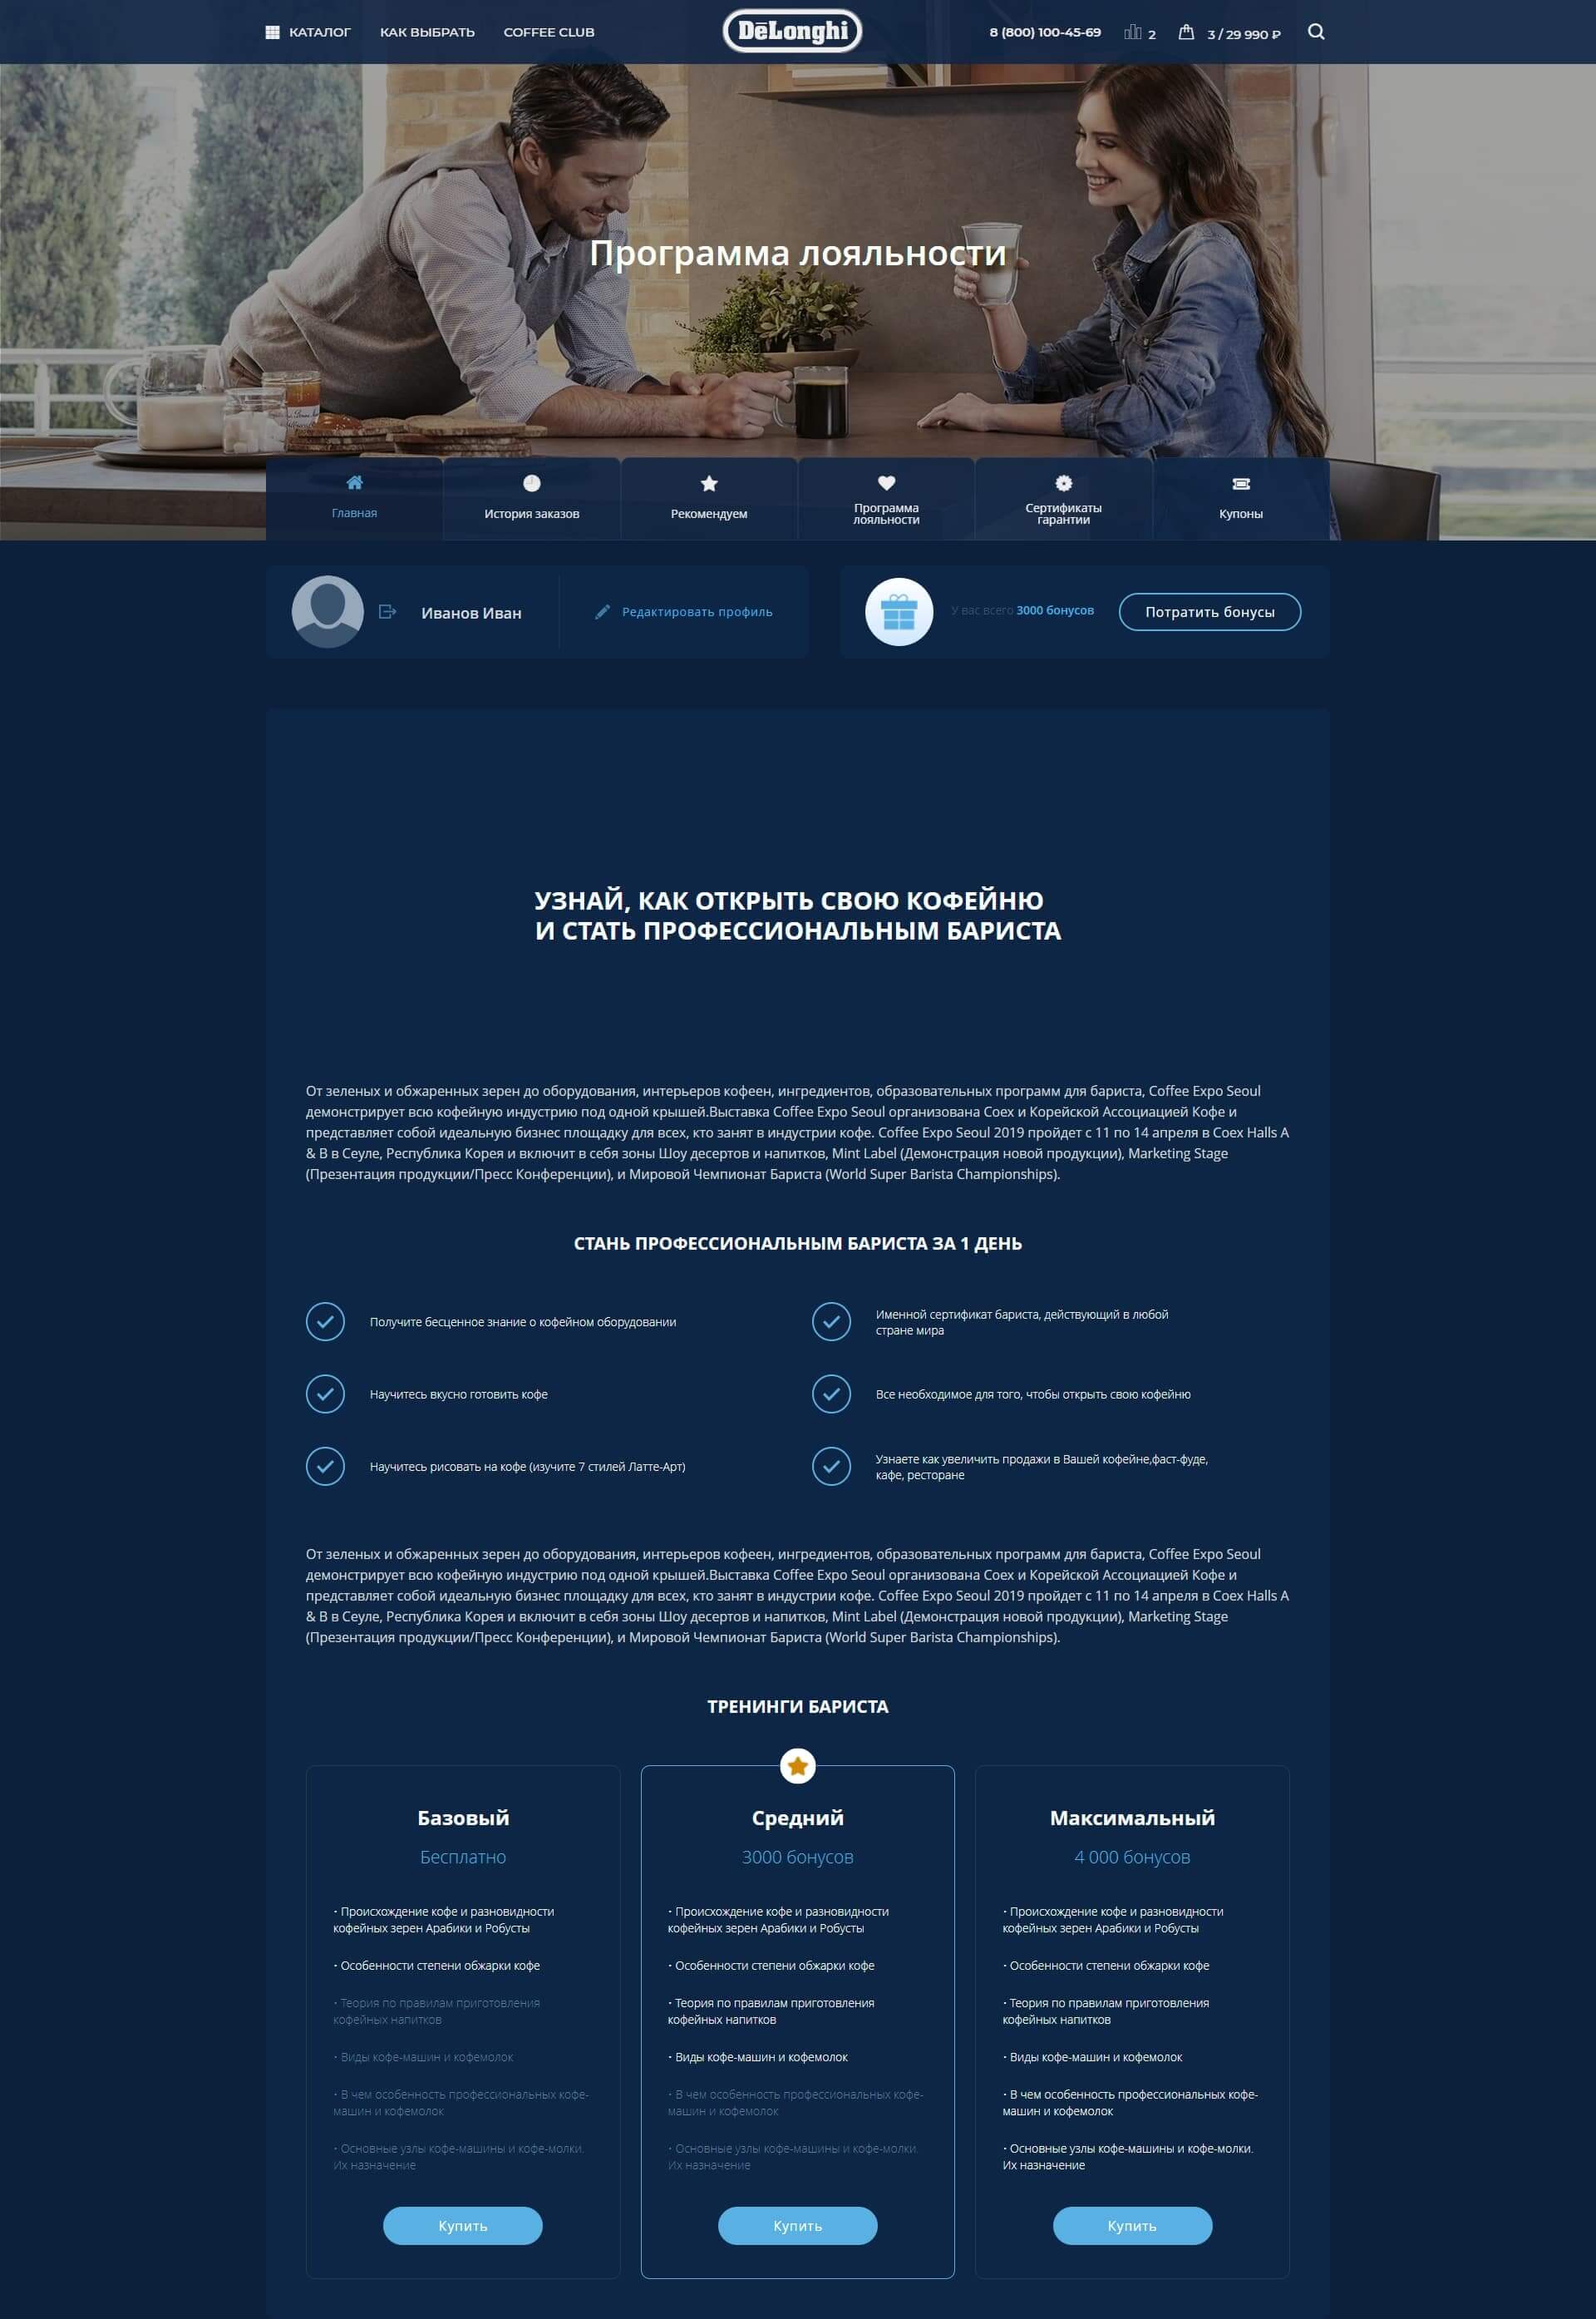 КАТАЛОГ КАК ВЫБРАТЬ COFFEE CLUB DēLonghi 8 (800) 100-45-69 2 3 / 29 990 ₽
Программа лояльности
Главная
История заказов
Рекомендуем
Программа
лояльности
Сертификаты
гарантии
Купоны
Иванов Иван
Редактировать профиль
У вас всего 3000 бонусов
Потратить бонусы
УЗНАЙ, КАК ОТКРЫТЬ СВОЮ КОФЕЙНЮ
И СТАТЬ ПРОФЕССИОНАЛЬНЫМ БАРИСТА
От зеленых и обжаренных зерен до оборудования, интерьеров кофеен, ингредиентов, образовательных программ для бариста, Coffee Expo Seoul
демонстрирует всю кофейную индустрию под одной крышей.Выставка Coffee Expo Seoul организована Coex и Корейской Ассоциацией Кофе и
представляет собой идеальную бизнес площадку для всех, кто занят в индустрии кофе. Coffee Expo Seoul 2019 пройдет с 11 по 14 апреля в Coex Halls A
& B в Сеуле, Республика Корея и включит в себя зоны Шоу десертов и напитков, Mint Label (Демонстрация новой продукции), Marketing Stage
(Презентация продукции/Пресс Конференции), и Мировой Чемпионат Бариста (World Super Barista Championships).
СТАНЬ ПРОФЕССИОНАЛЬНЫМ БАРИСТА ЗА 1 ДЕНЬ
Получите бесценное знание о кофейном оборудовании
Именной сертификат бариста, действующий в любой
стране мира
Научитесь вкусно готовить кофе
Все необходимое для того, чтобы открыть свою кофейню
Научитесь рисовать на кофе (изучите 7 стилей Латте-Арт)
Узнаете как увеличить продажи в Вашей кофейне,фаст-фуде,
кафе, ресторане
От зеленых и обжаренных зерен до оборудования, интерьеров кофеен, ингредиентов, образовательных программ для бариста, Coffee Expo Seoul
демонстрирует всю кофейную индустрию под одной крышей.Выставка Coffee Expo Seoul организована Coex и Корейской Ассоциацией Кофе и
представляет собой идеальную бизнес площадку для всех, кто занят в индустрии кофе. Coffee Expo Seoul 2019 пройдет с 11 по 14 апреля в Coex Halls A
& B в Сеуле, Республика Корея и включит в себя зоны Шоу десертов и напитков, Mint Label (Демонстрация новой продукции), Marketing Stage
(Презентация продукции/Пресс Конференции), и Мировой Чемпионат Бариста (World Super Barista Championships).
ТРЕНИНГИ БАРИСТА
Базовый
Бесплатно
• Происхождение кофе и разновидности
кофейных зерен Арабики и Робусты
• Особенности степени обжарки кофе
• Теория по правилам приготовления
кофейных напитков
• Виды кофе-машин и кофемолок
• В чем особенность профессиональных кофе-
машин и кофемолок
• Основные узлы кофе-машины и кофе-молки.
Их назначение
Купить
Средний
3000 бонусов
• Происхождение кофе и разновидности
кофейных зерен Арабики и Робусты
• Особенности степени обжарки кофе
• Теория по правилам приготовления
кофейных напитков
• Виды кофе-машин и кофемолок
• В чем особенность профессиональных кофе-
машин и кофемолок
• Основные узлы кофе-машины и кофе-молки.
Их назначение
Купить
Максимальный
4 000 бонусов
• Происхождение кофе и разновидности
кофейных зерен Арабики и Робусты
• Особенности степени обжарки кофе
• Теория по правилам приготовления
кофейных напитков
• Виды кофе-машин и кофемолок
• В чем особенность профессиональных кофе-
машин и кофемолок
• Основные узлы кофе-машины и кофе-молки.
Их назначение
Купить